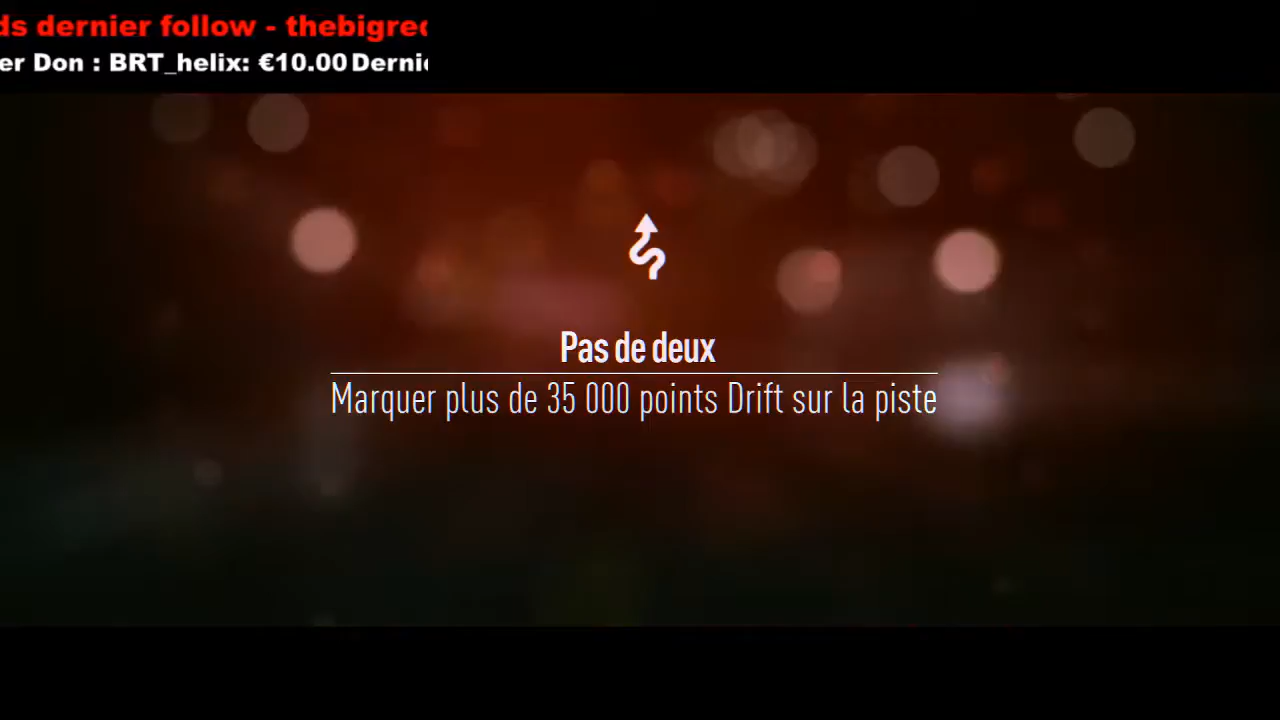 ds dernier follow - thebigred
er Don : BRT_helix: €10.00 Derni
Pas de deux
Marquer plus de 35 000 points Drift sur la piste